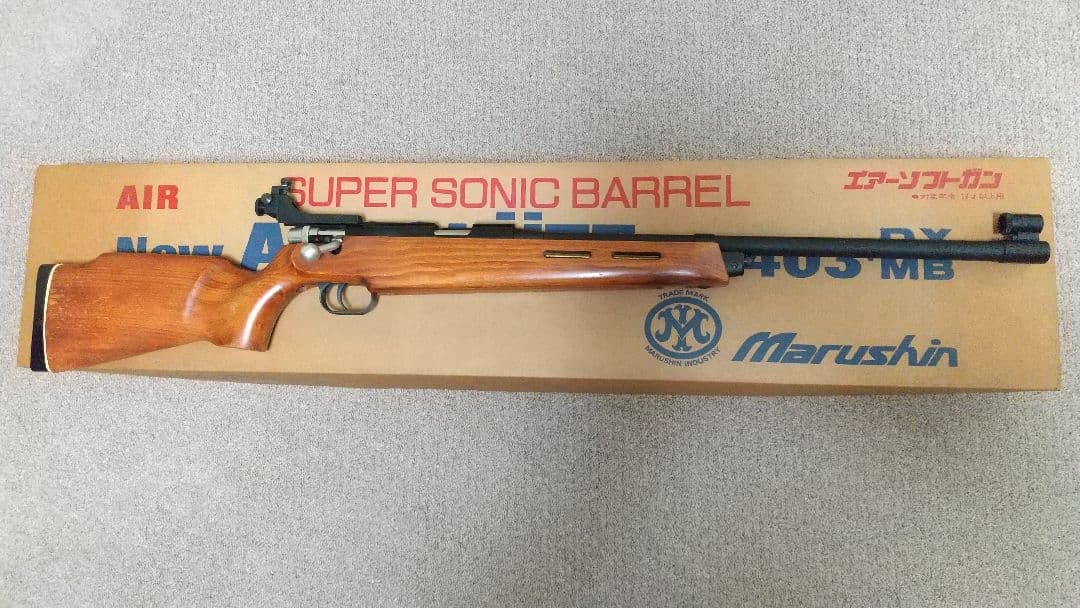 AIR
SUPER SONIC BARREL
エアーソフトガン
New
403
DX
MB
TRADE MARK
MARUSHIN INDUSTRY
Marushin